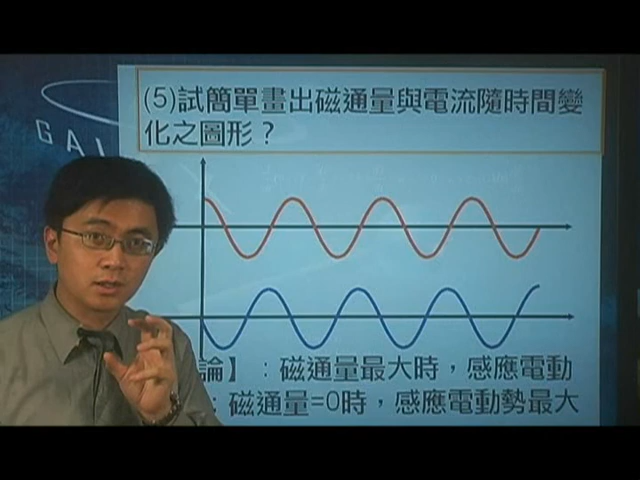 (5)試簡單畫出磁通量與電流隨時間變
化之圖形？
GAL
論】：磁通量最大時，感應電動
：磁通量=0時，感應電動勢最大